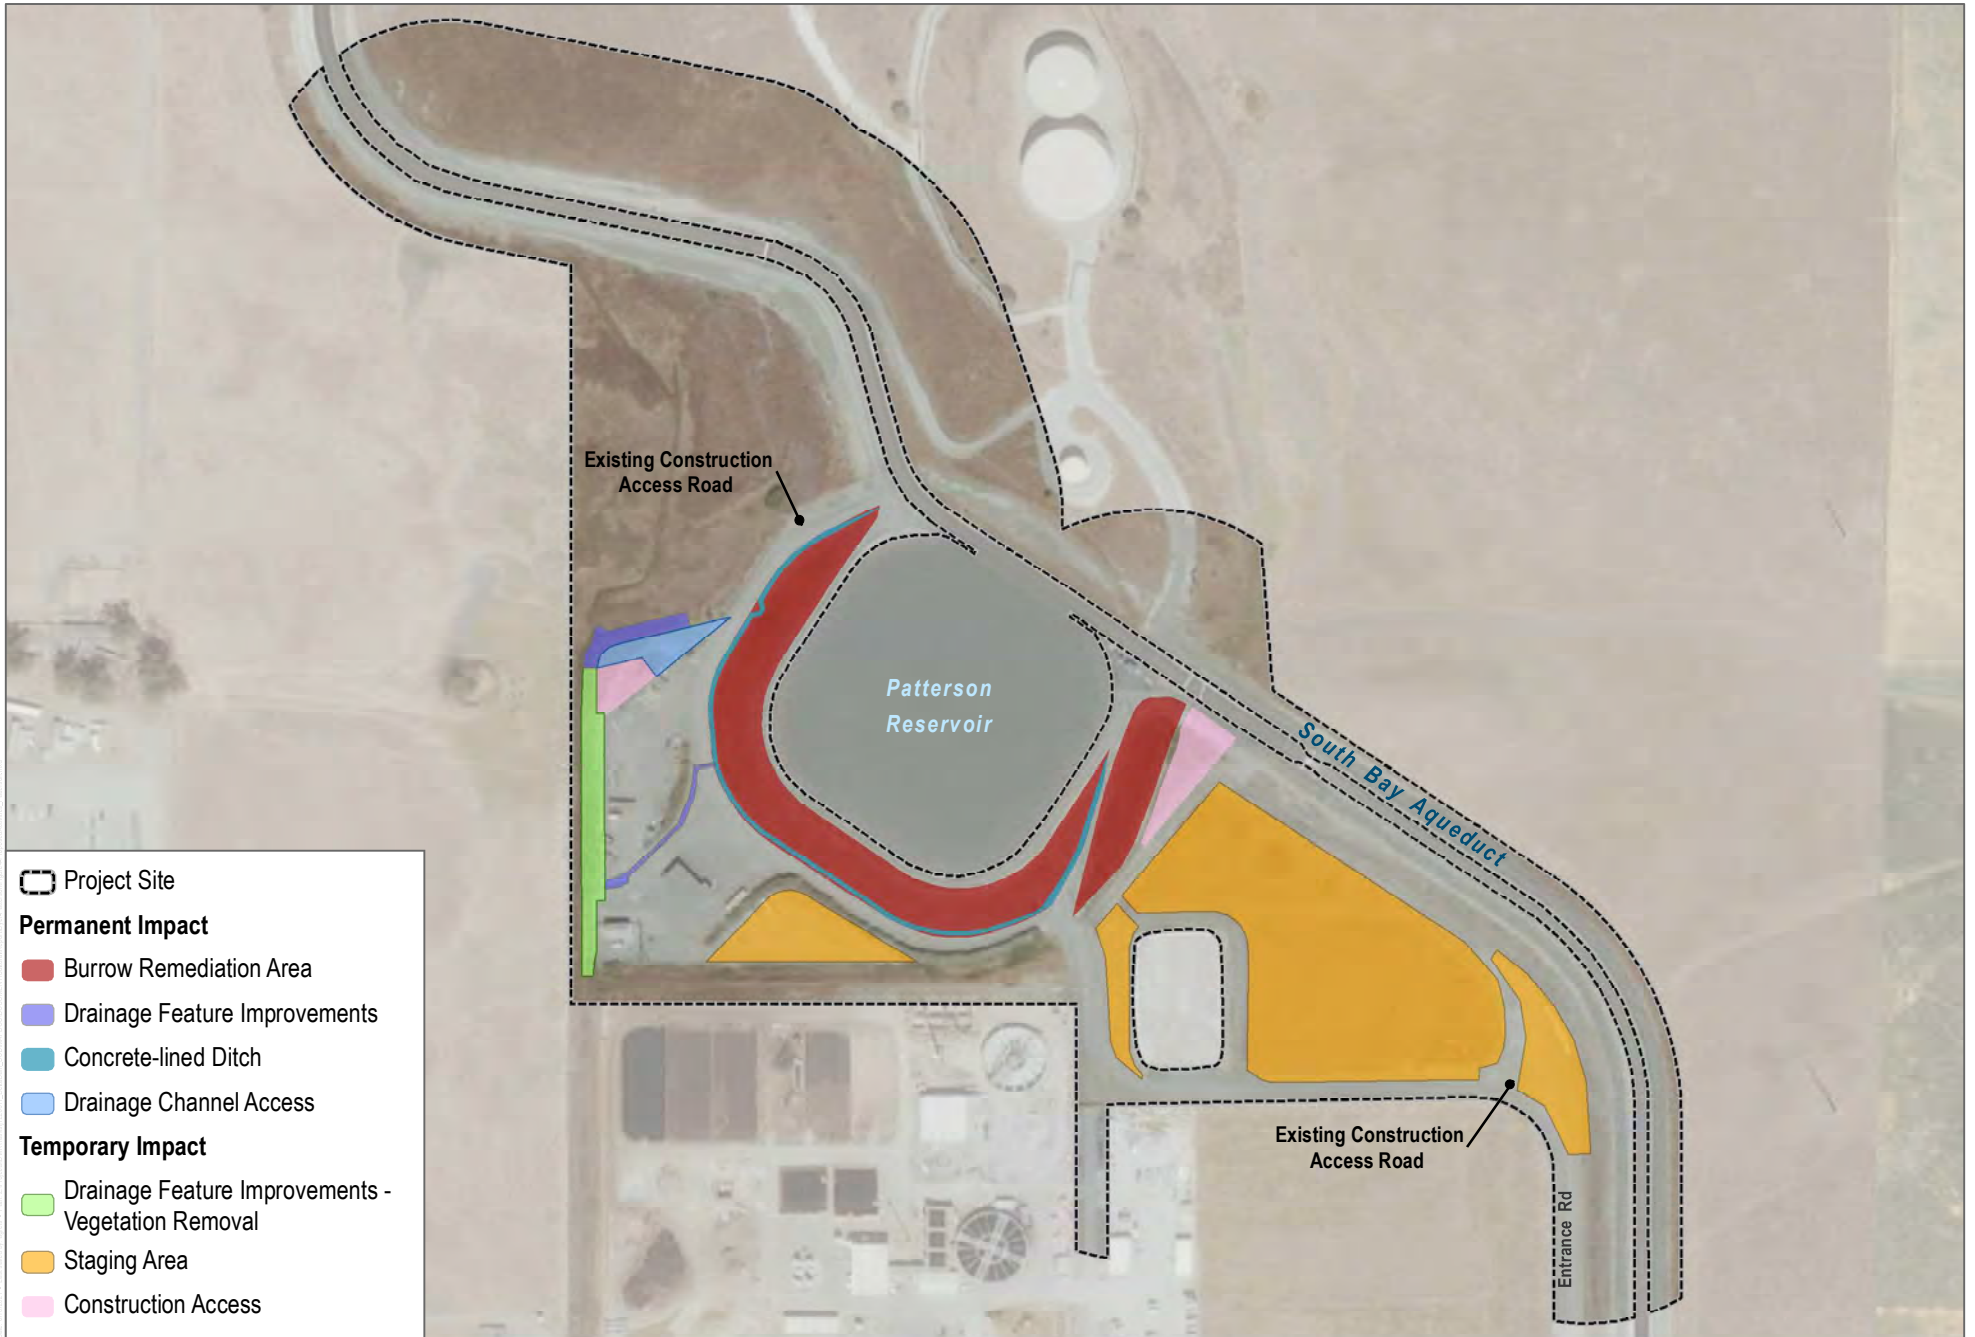 Existing Construction
Access Road
Patterson
Reservoir
South Bay Aqueduct
Existing Construction
Access Road
Entrance Rd
Project Site
Permanent Impact
Burrow Remediation Area
Drainage Feature Improvements
Concrete-lined Ditch
Drainage Channel Access
Temporary Impact
Drainage Feature Improvements -
Vegetation Removal
Staging Area
Construction Access